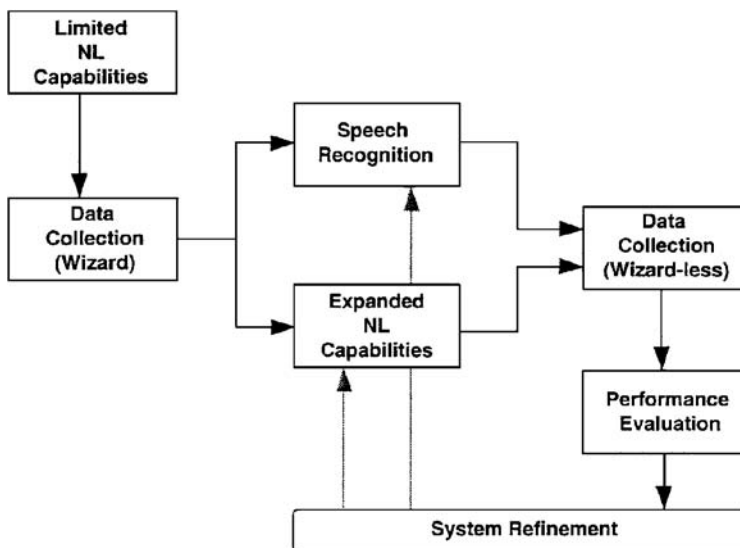 Limited
NL
Capabilities
Speech
Recognition
Data
Collection
(Wizard)
Data
Collection
(Wizard-less)
Expanded
NL
Capabilities
Performance
Evaluation
System Refinement